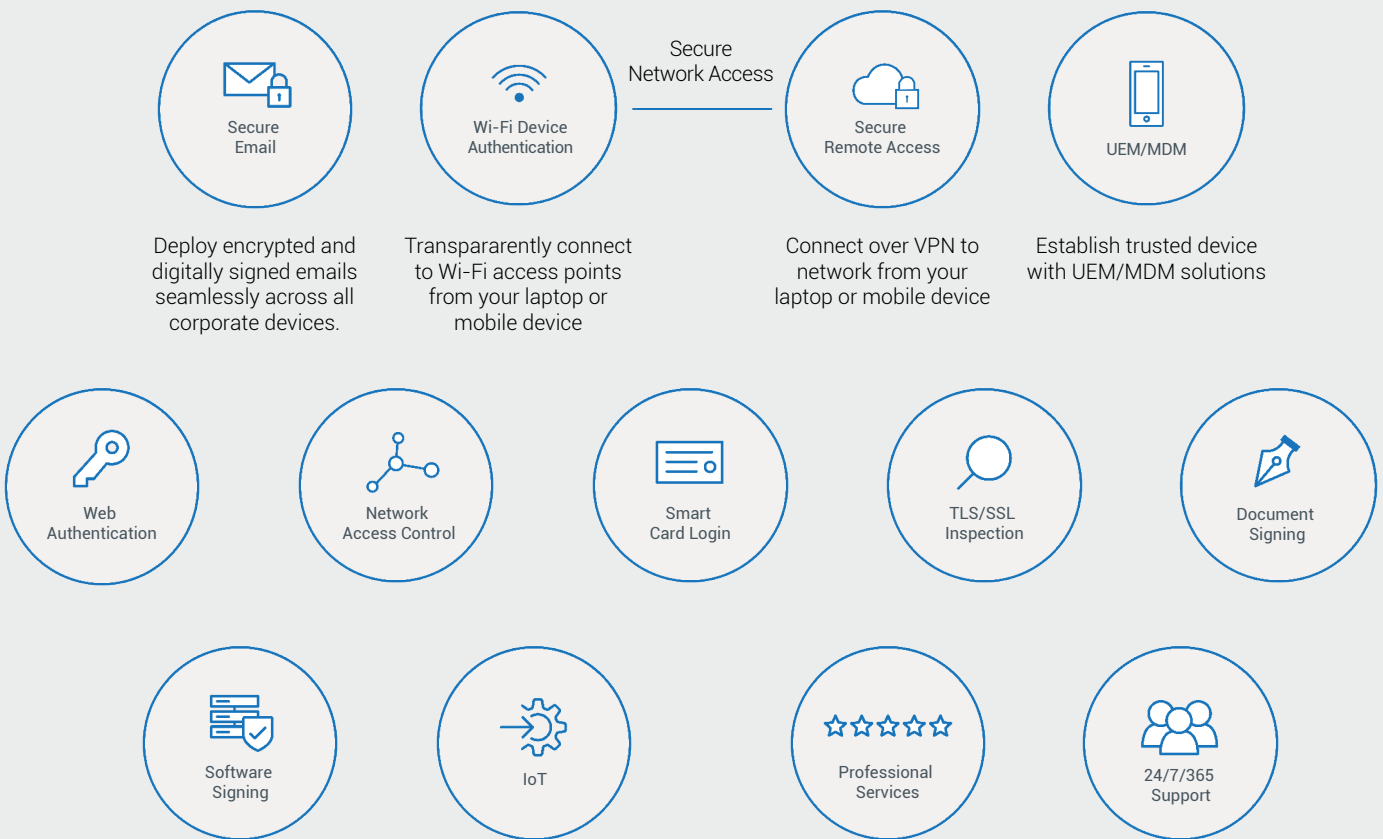 Secure
Email
Wi-Fi Device
Authentication
Secure
Network Access
Secure
Remote Access
UEM/MDM
Deploy encrypted and
digitally signed emails
seamlessly across all
corporate devices.
Transpararently connect
to Wi-Fi access points
from your laptop or
mobile device
Connect over VPN to
network from your
laptop or mobile device
Establish trusted device
with UEM/MDM solutions
Web
Authentication
Network
Access Control
Smart
Card Login
TLS/SSL
Inspection
Document
Signing
Software
Signing
IoT
Professional
Services
24/7/365
Support